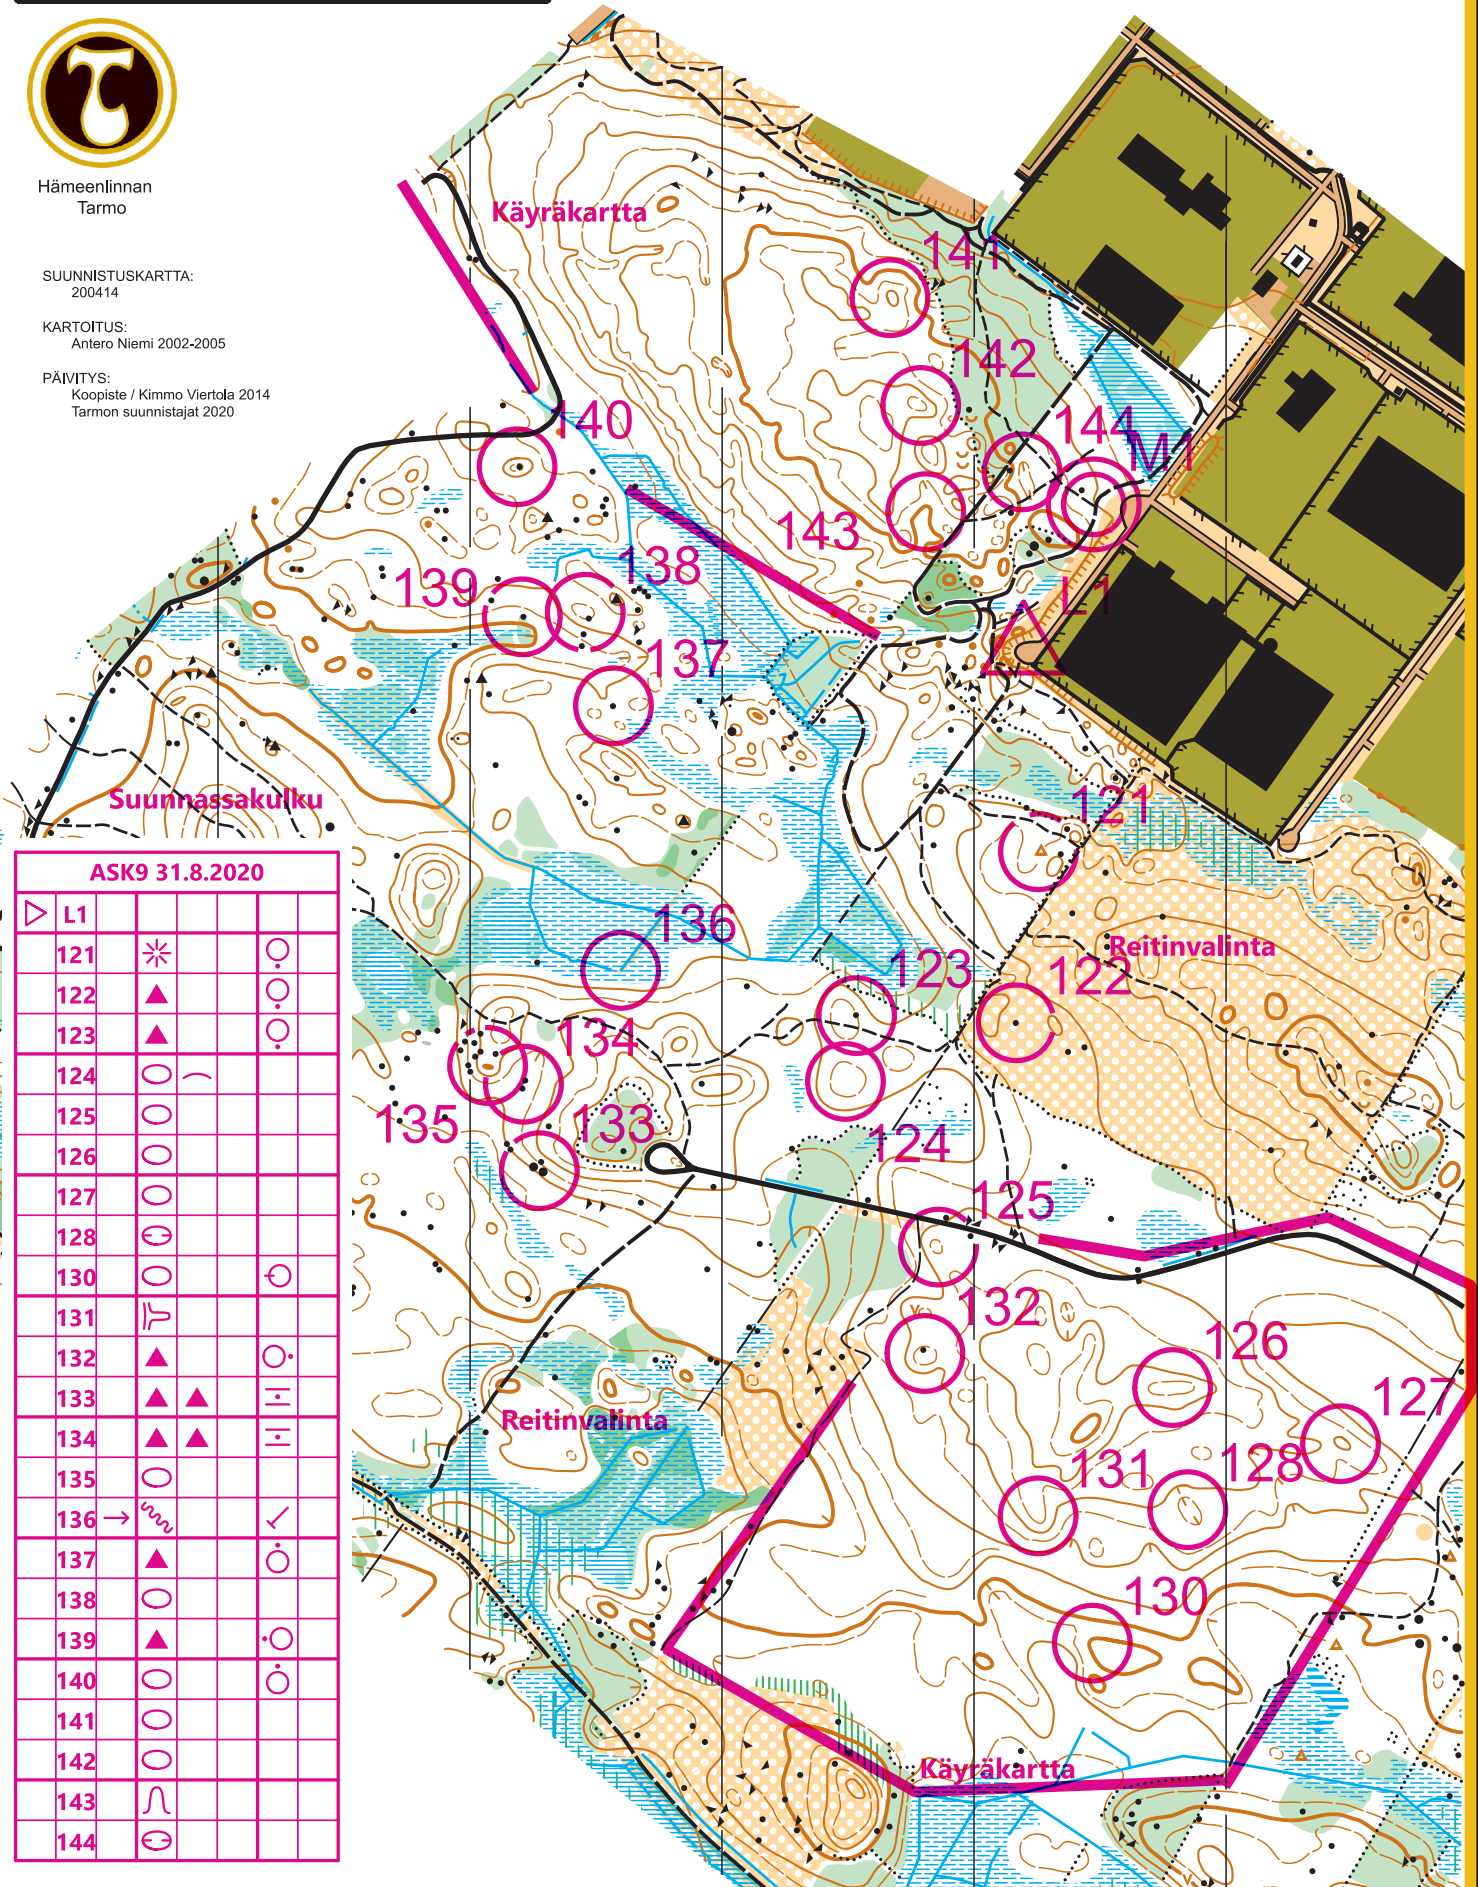 Hämeenlinnan
Tarmo
SUUNNISTUSKARTTA:
200414
KARTOITUS:
Antero Niemi 2002-2005
PÄIVITYS:
Koopiste / Kimmo Viertola 2014
Tarmon suunnistajat 2020
Käyräkartta
141
142
140
144
M1
143
138
139
L1
137
Suunnassakulku
121
136
123
122
Reitinvalinta
134
135
133
124
125
132
126
127
Reitinvalinta
131
128
130
Käyräkartta
ASK9 31.8.2020
L1
121
122
123
124
125
126
127
128
130
131
132
133
134
135
136
137
138
139
140
141
142
143
144